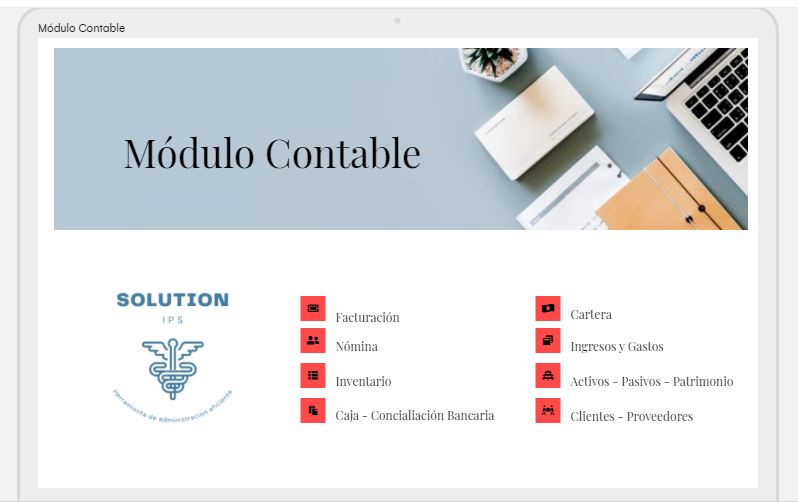 Módulo Contable
Módulo Contable
SOLUTION
IPS
Herramienta de administracion eficiente
Facturación
Nómina
Inventario
Caja - Concialiación Bancaria
Cartera
Ingresos y Gastos
Activos - Pasivos - Patrimonio
Clientes - Proveedores